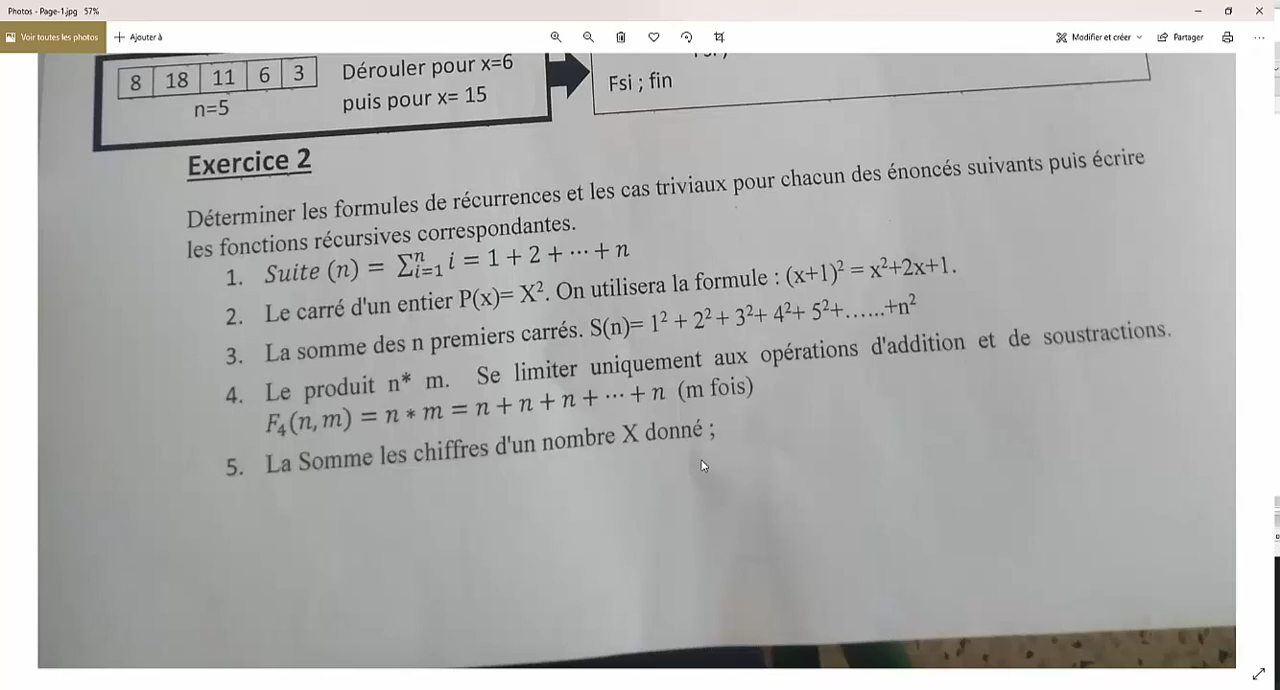 Photos - Page-1.jpg 57%
Voir toutes les photos
Ajouter à
Modifier et créer
Partager
8 18 11 6 3
n=5
Dérouler pour x=6
puis pour x= 15
Fsi ; fin
Exercice 2
Déterminer les formules de récurrences et les cas triviaux pour chacun des énoncés suivants puis écrire
les fonctions récursives correspondantes.
1. Suite (n) = ∑ⁿᵢ₌₁ i = 1 + 2 + ⋯ + n
2. Le carré d'un entier P(x)= X². On utilisera la formule : (x+1)² = x²+2x+1.
3. La somme des n premiers carrés. S(n)= 1² + 2² + 3²+ 4²+ 5²+……+n²
4. Le produit n* m. Se limiter uniquement aux opérations d'addition et de soustractions.
F₄(n, m) = n ∗ m = n + n + n + ⋯ + n (m fois)
5. La Somme les chiffres d'un nombre X donné ;